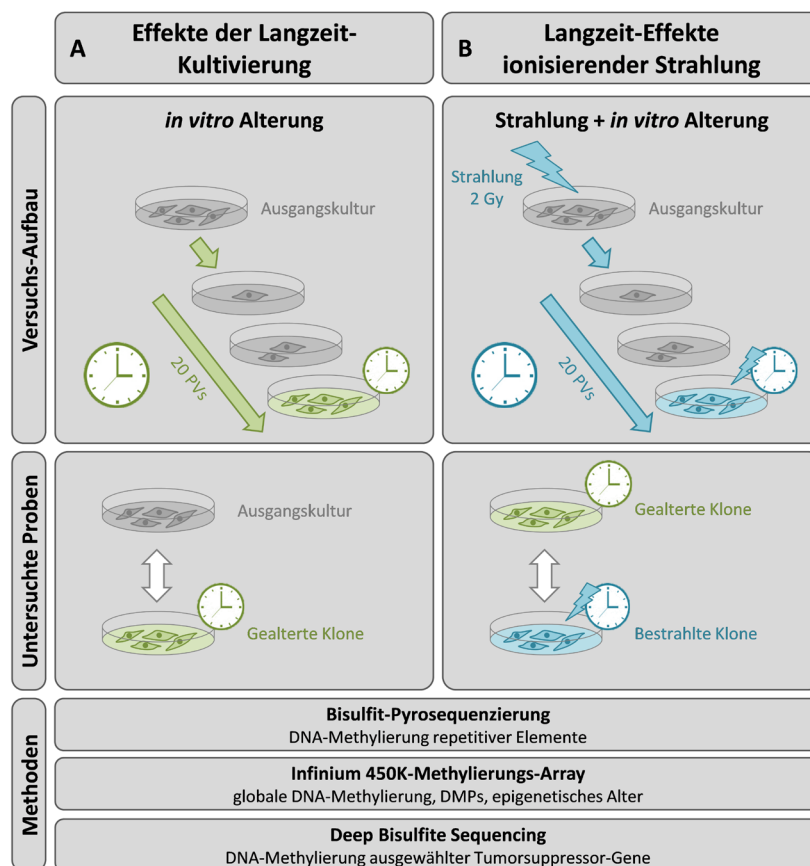 A
Effekte der Langzeit-
Kultivierung
B
Langzeit-Effekte
ionisierender Strahlung
Versuchs-Aufbau
in vitro Alterung
Ausgangskultur
20 PVs
Strahlung + in vitro Alterung
Strahlung
2 Gy
Ausgangskultur
20 PVs
Untersuchte Proben
Ausgangskultur
Gealterte Klone
Gealterte Klone
Bestrahlte Klone
Methoden
Bisulfit-Pyrosequenzierung
DNA-Methylierung repetitiver Elemente
Infinium 450K-Methylierungs-Array
globale DNA-Methylierung, DMPs, epigenetisches Alter
Deep Bisulfite Sequencing
DNA-Methylierung ausgewählter Tumorsuppressor-Gene